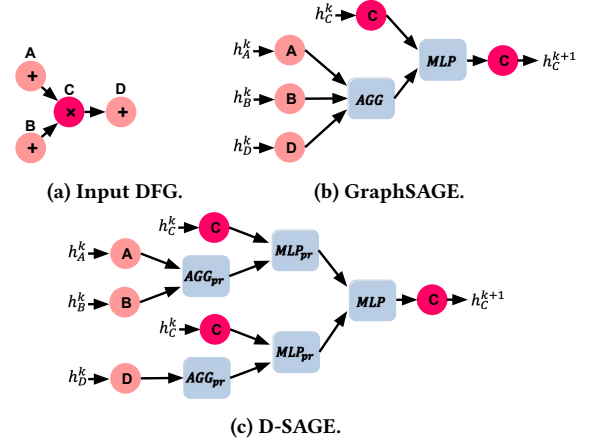 A
+
C
D
×
+
B
+
(a) Input DFG.
h_C^k C
h_A^k A
MLP C h_C^{k+1}
h_B^k B AGG
h_D^k D
(b) GraphSAGE.
h_C^k C
h_A^k A MLP_pr
AGG_pr
h_B^k B MLP C h_C^{k+1}
h_C^k C
MLP_pr
h_D^k D AGG_pr
(c) D-SAGE.